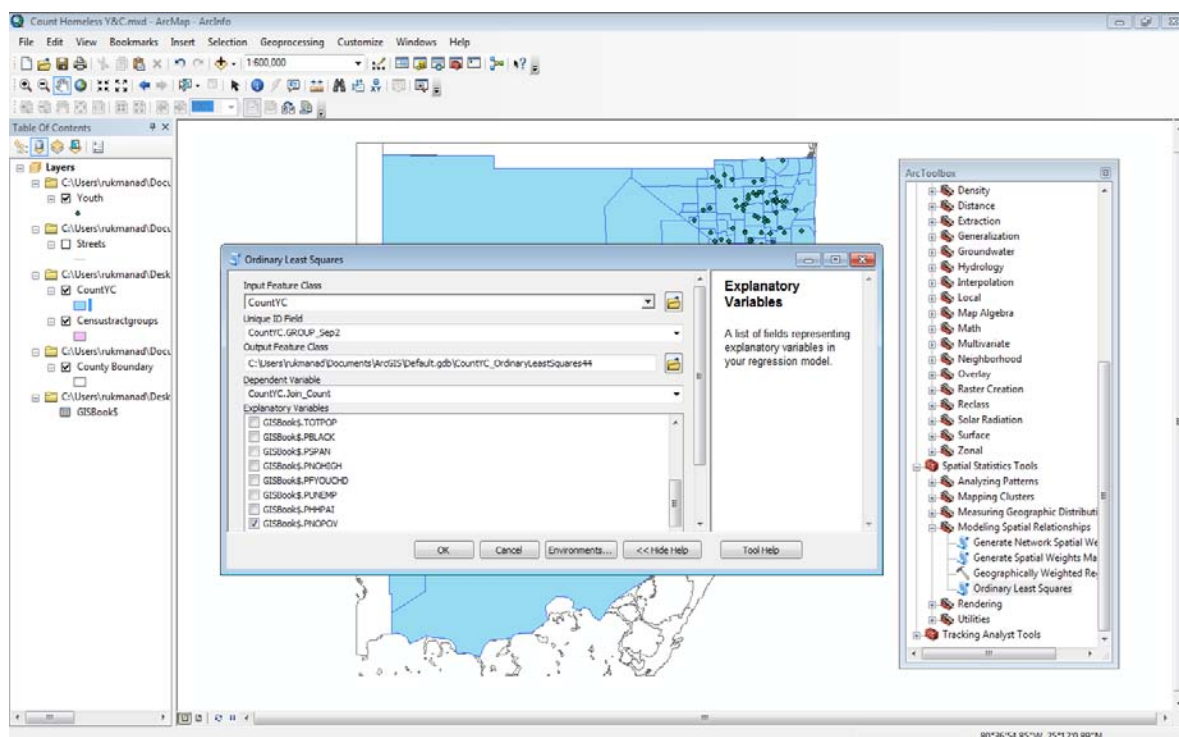 Count Homeless Y&C.mxd - ArcMap - ArcInfo
File Edit View Bookmarks Insert Selection Geoprocessing Customize Windows Help
1:600,000
Table Of Contents
Layers
C:\Users\rukmanad\Docu
Youth
C:\Users\rukmanad\Docu
Streets
C:\Users\rukmanad\Desk
CountYC
Censustractgroups
C:\Users\rukmanad\Docu
County Boundary
C:\Users\rukmanad\Desk
GISBook$
Ordinary Least Squares
Input Feature Class
CountYC
Unique ID Field
CountYC.GROUP_Sep2
Output Feature Class
C:\Users\rukmanad\Documents\ArcGIS\Default.gdb\CountYC_OrdinaryLeastSquares44
Dependent Variable
CountYC.Join_Count
Explanatory Variables
GISBook$.TOTPOP
GISBook$.PBLACK
GISBook$.PSPAN
GISBook$.PNOHIGH
GISBook$.PFYOUCHD
GISBook$.PUNEMP
GISBook$.PHHPAI
GISBook$.PNOPOV
OK Cancel Environments... << Hide Help Tool Help
Explanatory
Variables
A list of fields representing
explanatory variables in
your regression model.
ArcToolbox
Density
Distance
Extraction
Generalization
Groundwater
Hydrology
Interpolation
Local
Map Algebra
Math
Multivariate
Neighborhood
Overlay
Raster Creation
Reclass
Solar Radiation
Surface
Zonal
Spatial Statistics Tools
Analyzing Patterns
Mapping Clusters
Measuring Geographic Distributi
Modeling Spatial Relationships
Generate Network Spatial We
Generate Spatial Weights Ma
Geographically Weighted Re
Ordinary Least Squares
Rendering
Utilities
Tracking Analyst Tools